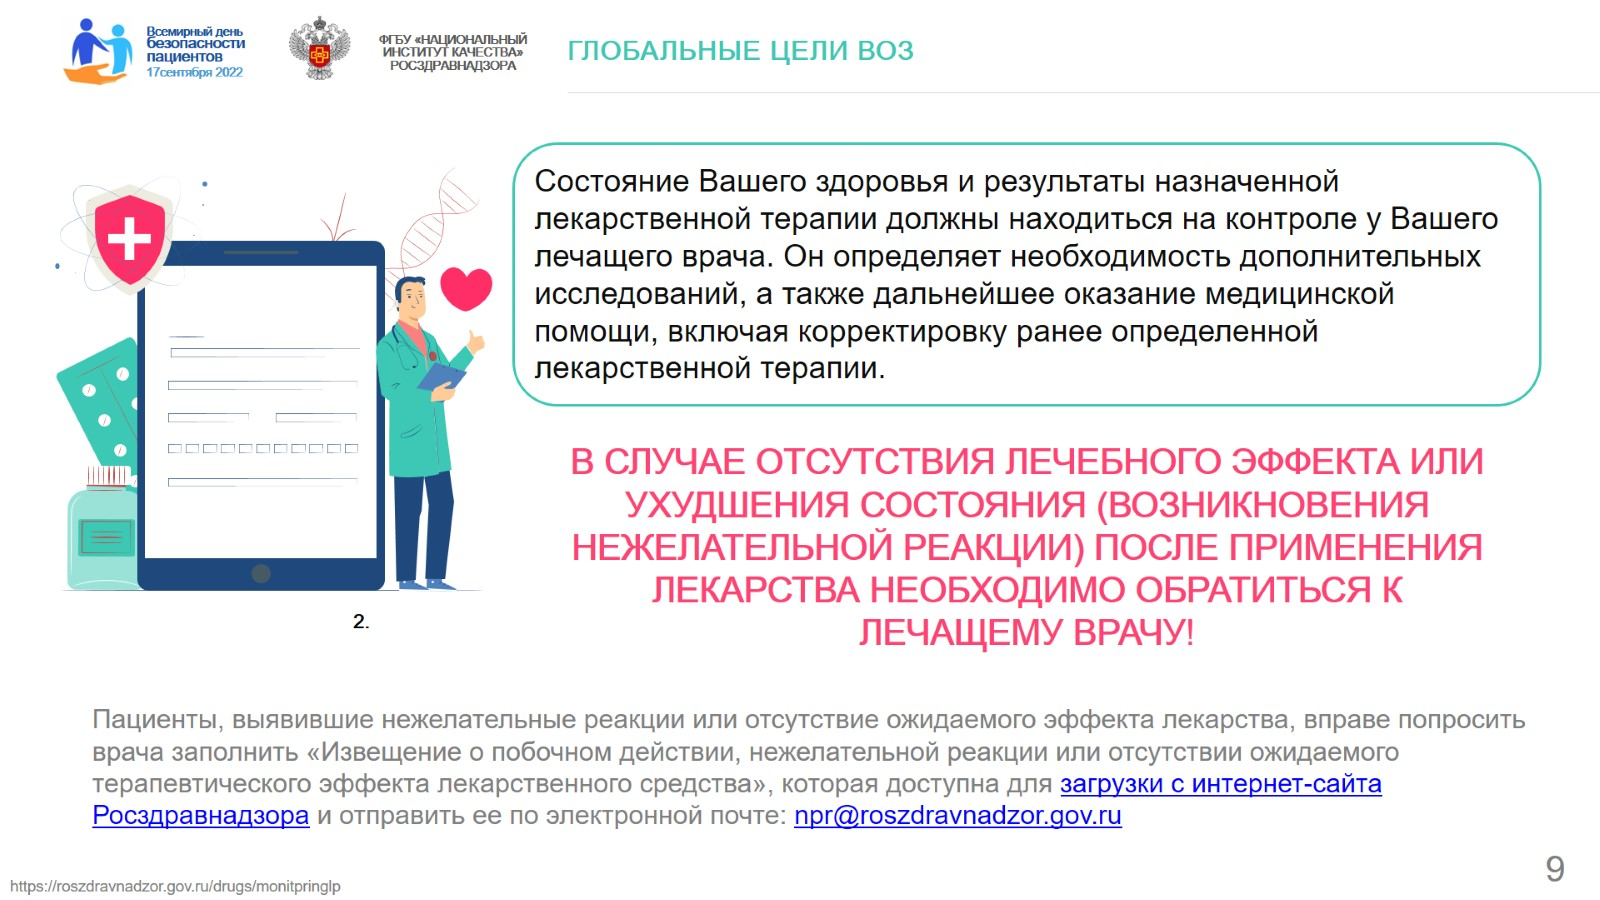 Всемирный день
безопасности
пациентов
17сентября 2022
ФГБУ «НАЦИОНАЛЬНЫЙ
ИНСТИТУТ КАЧЕСТВА»
РОСЗДРАВНАДЗОРА
ГЛОБАЛЬНЫЕ ЦЕЛИ ВОЗ
Состояние Вашего здоровья и результаты назначенной
лекарственной терапии должны находиться на контроле у Вашего
лечащего врача. Он определяет необходимость дополнительных
исследований, а также дальнейшее оказание медицинской
помощи, включая корректировку ранее определенной
лекарственной терапии.
В СЛУЧАЕ ОТСУТСТВИЯ ЛЕЧЕБНОГО ЭФФЕКТА ИЛИ
УХУДШЕНИЯ СОСТОЯНИЯ (ВОЗНИКНОВЕНИЯ
НЕЖЕЛАТЕЛЬНОЙ РЕАКЦИИ) ПОСЛЕ ПРИМЕНЕНИЯ
ЛЕКАРСТВА НЕОБХОДИМО ОБРАТИТЬСЯ К
ЛЕЧАЩЕМУ ВРАЧУ!
2.
Пациенты, выявившие нежелательные реакции или отсутствие ожидаемого эффекта лекарства, вправе попросить
врача заполнить «Извещение о побочном действии, нежелательной реакции или отсутствии ожидаемого
терапевтического эффекта лекарственного средства», которая доступна для загрузки с интернет-сайта
Росздравнадзора и отправить ее по электронной почте: npr@roszdravnadzor.gov.ru
9
https://roszdravnadzor.gov.ru/drugs/monitpringlp